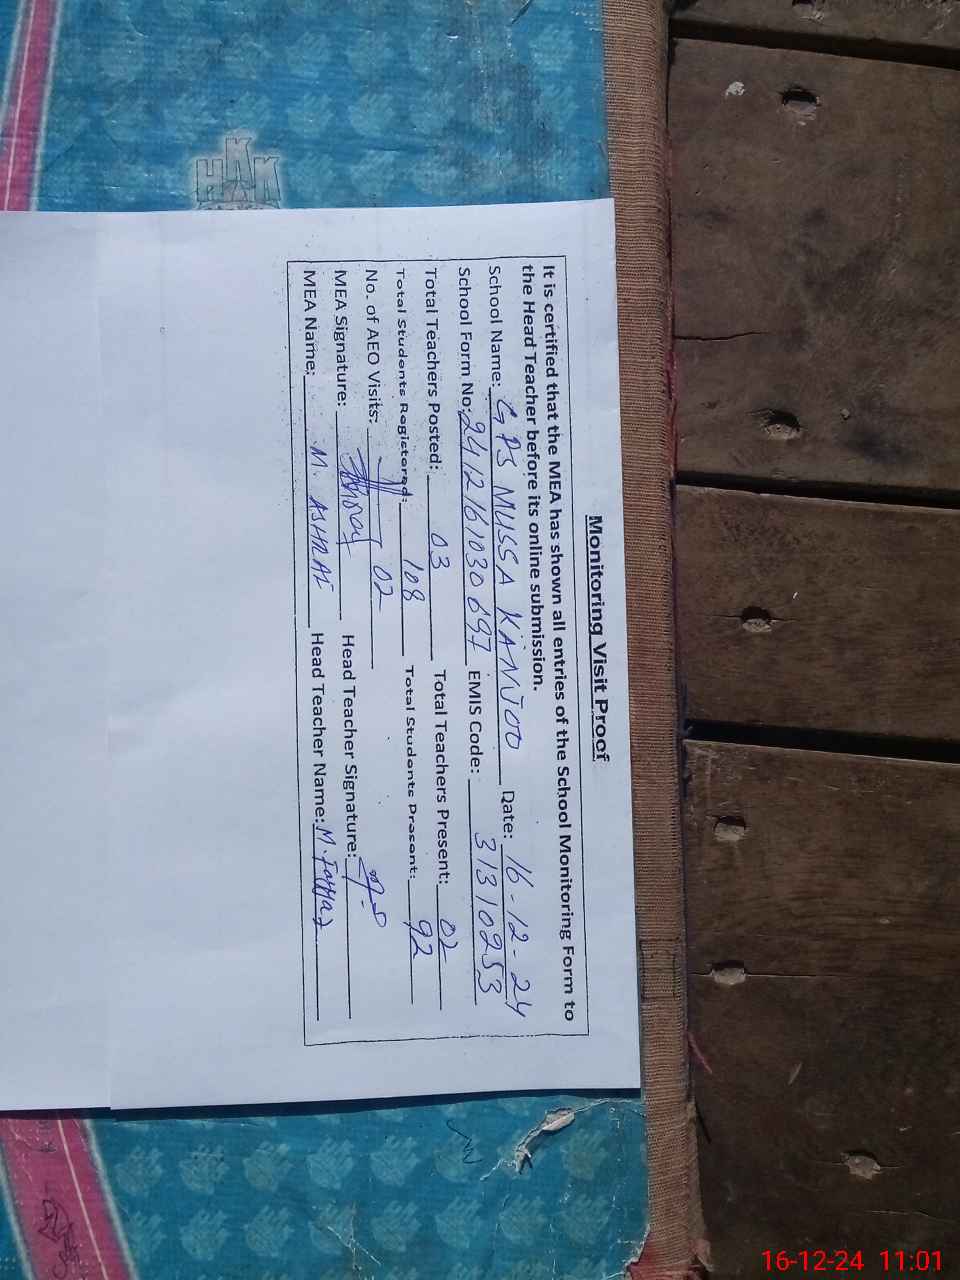 Monitoring Visit Proof
It is certified that the MEA has shown all entries of the School Monitoring Form to
the Head Teacher before its online submission.
School Name: GPS MUSSA KANJOO Date: 16-12-24
School Form No: 2412161030697 EMIS Code: 31310253
Total Teachers Posted: 03 Total Teachers Present: 02
Total Students Registered: 108 Total Students Present: 92
No. of AEO Visits: 02
MEA Signature: Head Teacher Signature:
MEA Name: M. ASHRAF Head Teacher Name: M.
16-12-24 11:01